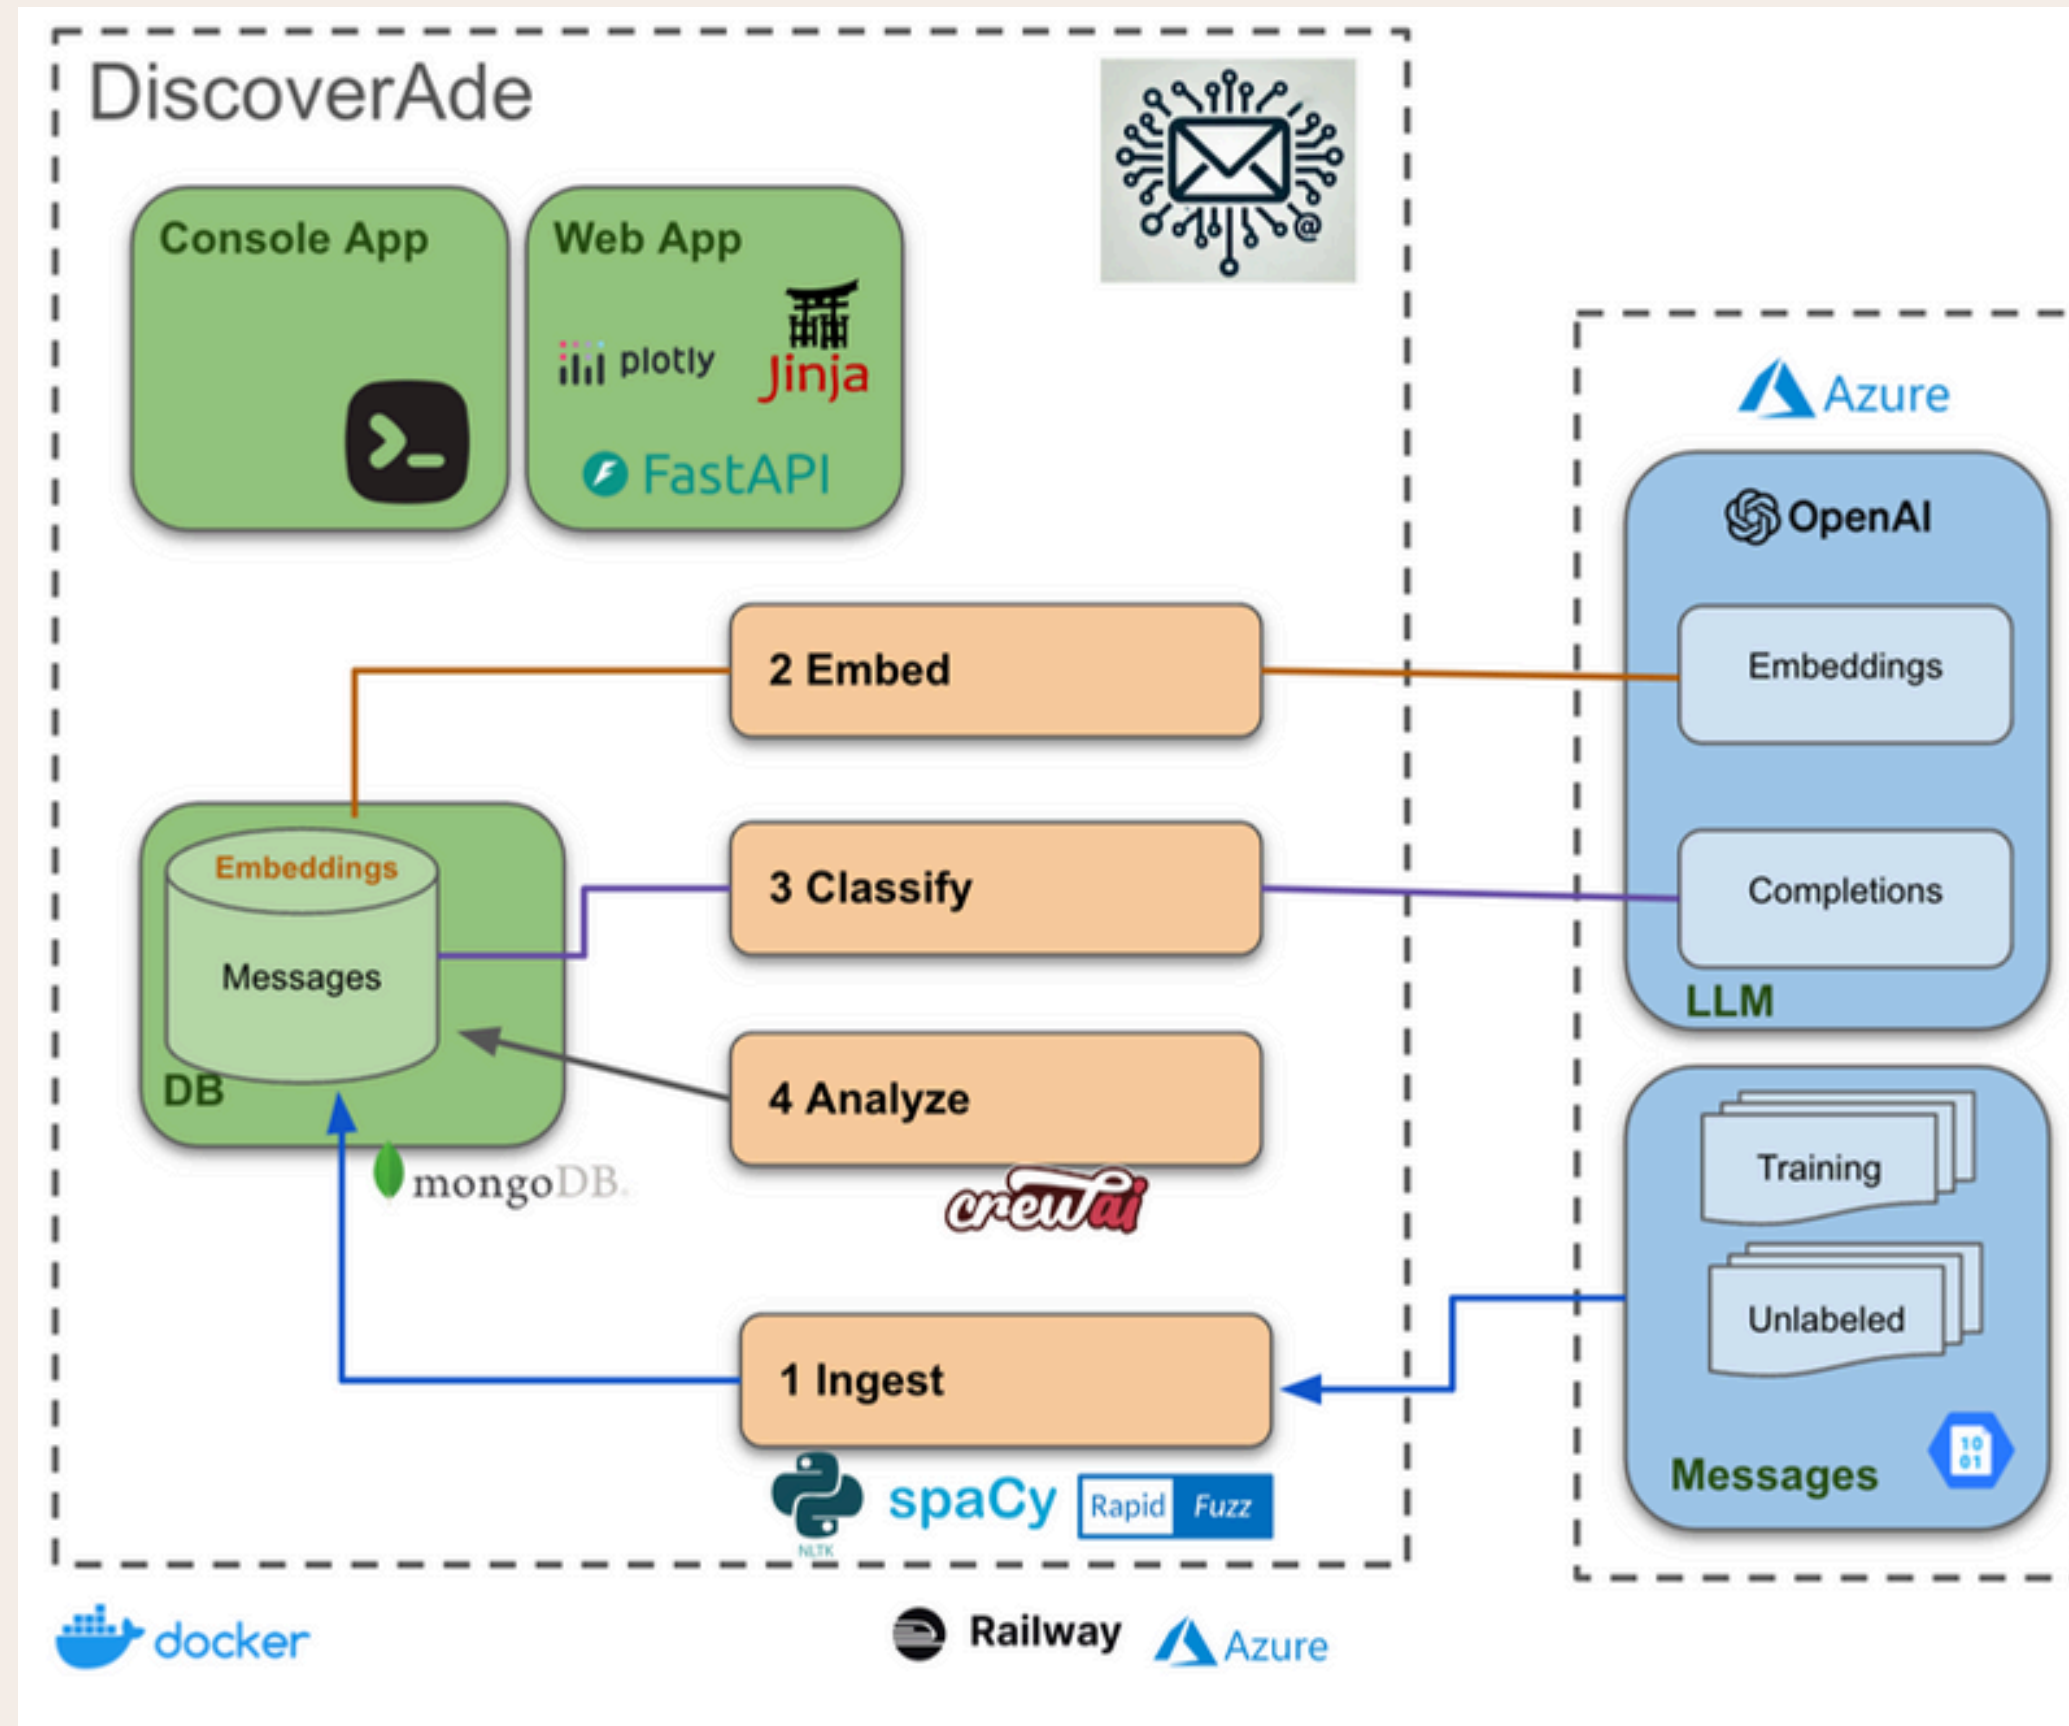 DiscoverAde
@
Console App
Web App
plotly
Jinja
FastAPI
Azure
OpenAI
2 Embed
Embeddings
3 Classify
Completions
LLM
Embeddings
Messages
DB
mongoDB.
4 Analyze
crewai
Training
Unlabeled
Messages
10
01
1 Ingest
NLTK
spaCy
Rapid Fuzz
docker
Railway
Azure